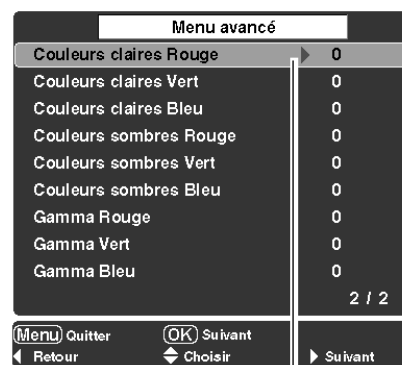 Menu avancé
Couleurs claires Rouge 0
Couleurs claires Vert 0
Couleurs claires Bleu 0
Couleurs sombres Rouge 0
Couleurs sombres Vert 0
Couleurs sombres Bleu 0
Gamma Rouge 0
Gamma Vert 0
Gamma Bleu 0
2 / 2
Menu Quitter OK Suivant
Retour Choisir Suivant